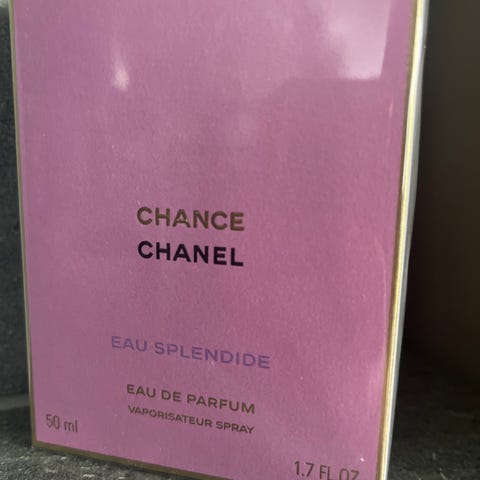 CHANCE
CHANEL
EAU SPLENDIDE
EAU DE PARFUM
VAPORISATEUR SPRAY
50 ml
1.7 FL OZ